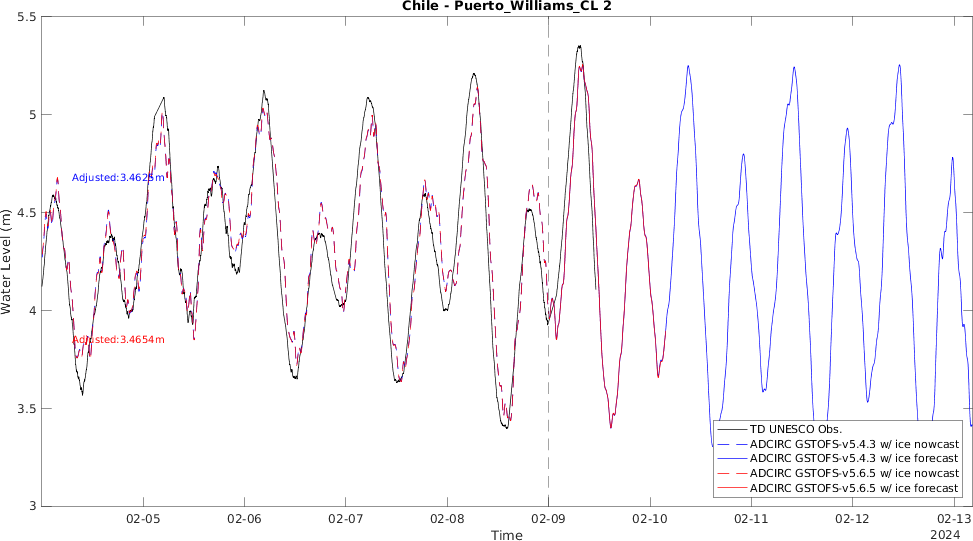 Chile - Puerto_Williams_CL 2
5.5
5
4.5
4
3.5
3
Water Level (m)
Adjusted:3.4625m
Adjusted:3.4654m
TD UNESCO Obs.
ADCIRC GSTOFS-v5.4.3 w/ ice nowcast
ADCIRC GSTOFS-v5.4.3 w/ ice forecast
ADCIRC GSTOFS-v5.6.5 w/ ice nowcast
ADCIRC GSTOFS-v5.6.5 w/ ice forecast
02-05 02-06 02-07 02-08 02-09 02-10 02-11 02-12 02-13
Time
2024